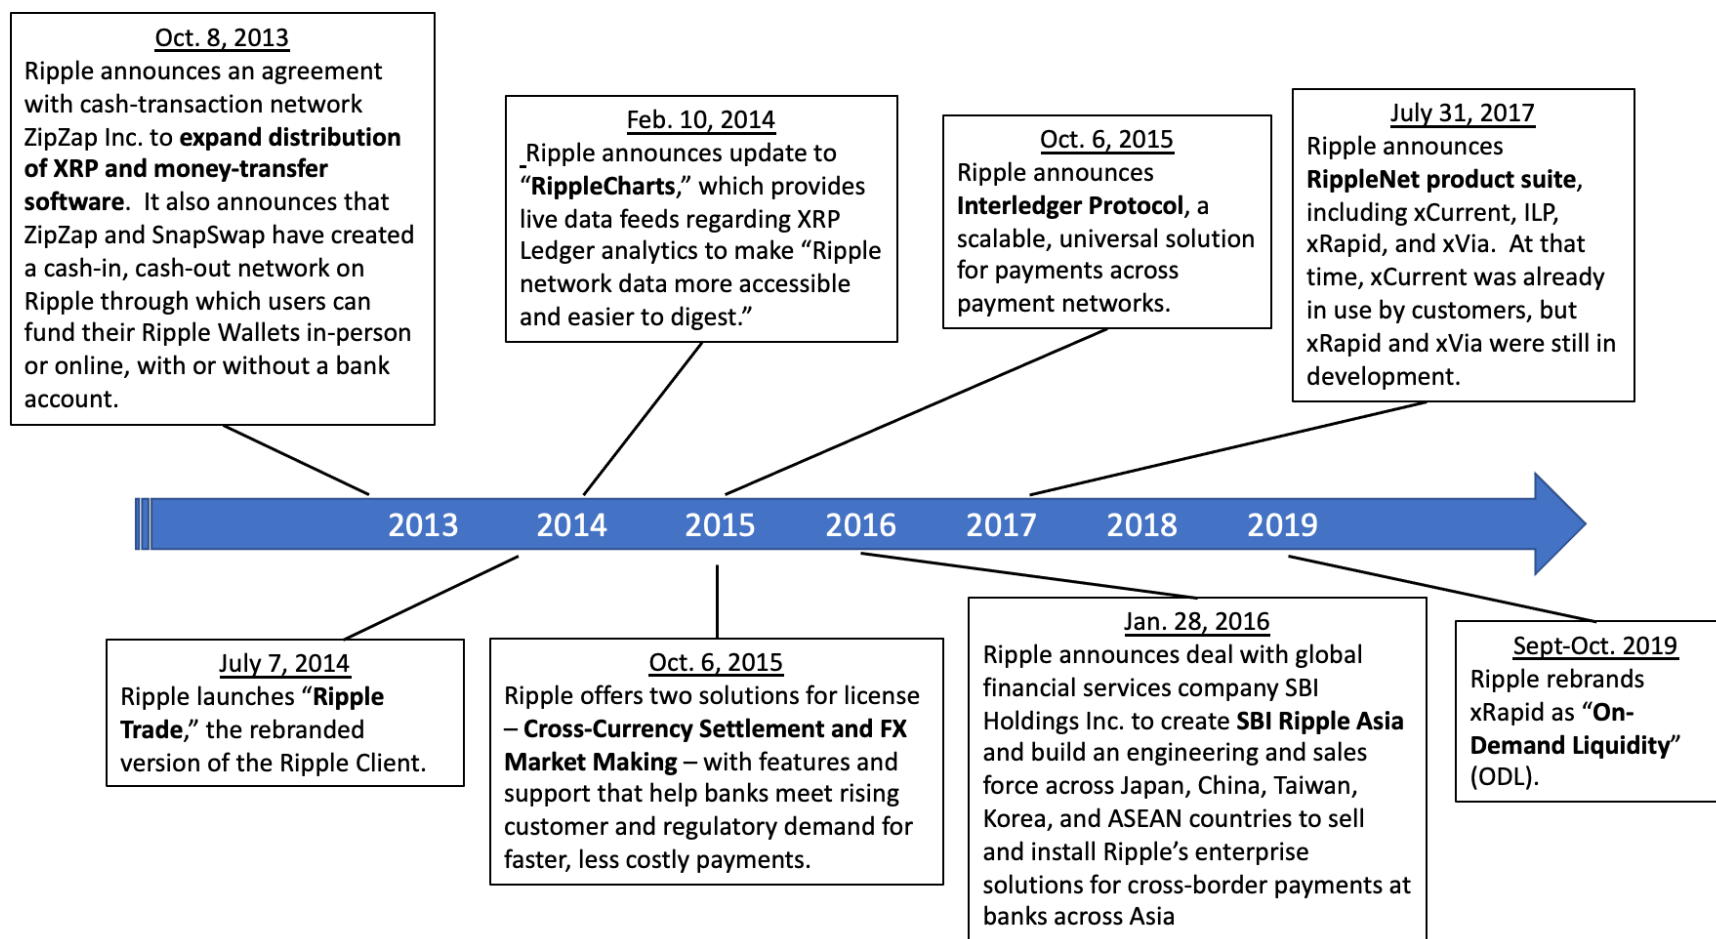 Oct. 8, 2013
Ripple announces an agreement
with cash-transaction network
ZipZap Inc. to expand distribution
of XRP and money-transfer
software.  It also announces that
ZipZap and SnapSwap have created
a cash-in, cash-out network on
Ripple through which users can
fund their Ripple Wallets in-person
or online, with or without a bank
account.
Feb. 10, 2014
Ripple announces update to
“RippleCharts,” which provides
live data feeds regarding XRP
Ledger analytics to make “Ripple
network data more accessible
and easier to digest.”
Oct. 6, 2015
Ripple announces
Interledger Protocol, a
scalable, universal solution
for payments across
payment networks.
July 31, 2017
Ripple announces
RippleNet product suite,
including xCurrent, ILP,
xRapid, and xVia.  At that
time, xCurrent was already
in use by customers, but
xRapid and xVia were still in
development.
2013 2014 2015 2016 2017 2018 2019
July 7, 2014
Ripple launches “Ripple
Trade,” the rebranded
version of the Ripple Client.
Oct. 6, 2015
Ripple offers two solutions for license
– Cross-Currency Settlement and FX
Market Making – with features and
support that help banks meet rising
customer and regulatory demand for
faster, less costly payments.
Jan. 28, 2016
Ripple announces deal with global
financial services company SBI
Holdings Inc. to create SBI Ripple Asia
and build an engineering and sales
force across Japan, China, Taiwan,
Korea, and ASEAN countries to sell
and install Ripple’s enterprise
solutions for cross-border payments at
banks across Asia
Sept-Oct. 2019
Ripple rebrands
xRapid as “On-
Demand Liquidity”
(ODL).